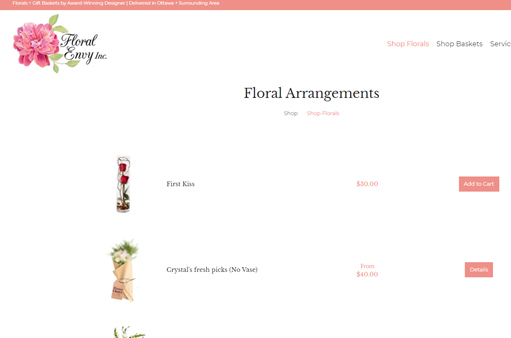 Florals + Gift Baskets by Award Winning Designer | Delivered in Ottawa + Surrounding Area
Floral
Envy Inc.
Shop Florals Shop Baskets Servic
Floral Arrangements
Shop Shop Florals
First Kiss $50.00 Add to Cart
Crystal's fresh picks (No Vase) From $40.00 Details